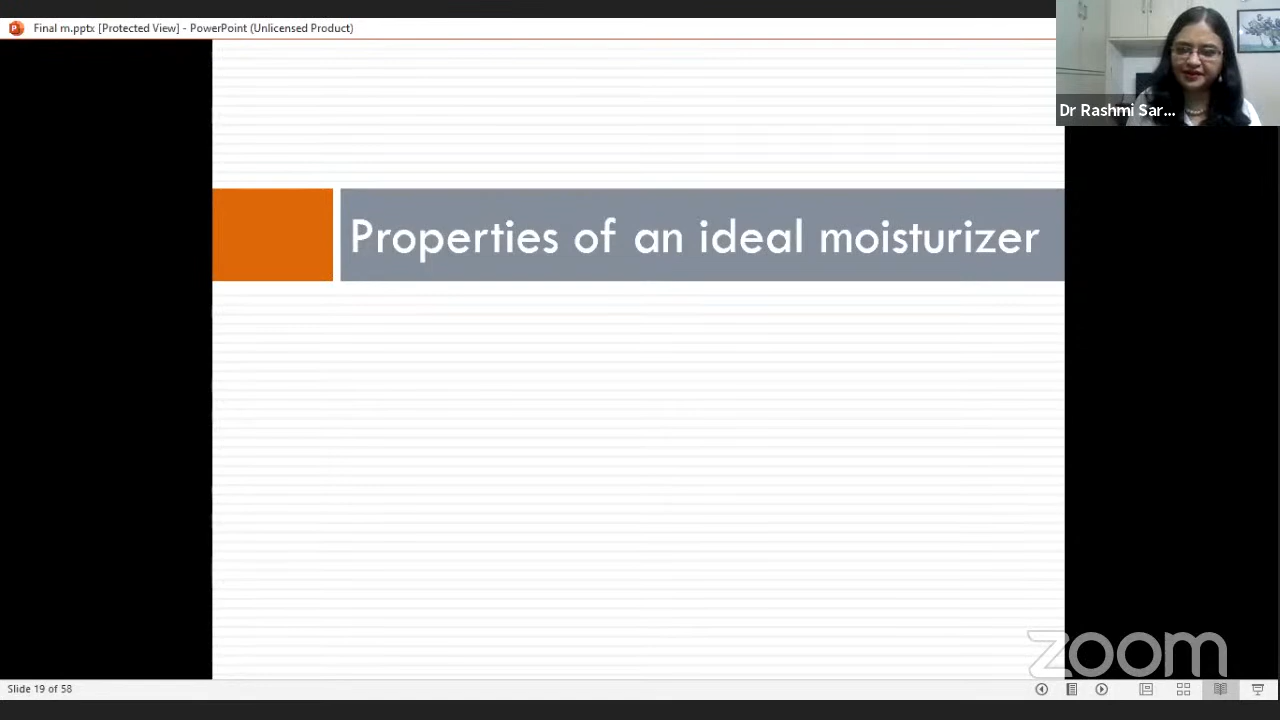 Final m.pptx [Protected View] - PowerPoint (Unlicensed Product)
Dr Rashmi Sar...
Properties of an ideal moisturizer
zoom
Slide 19 of 58